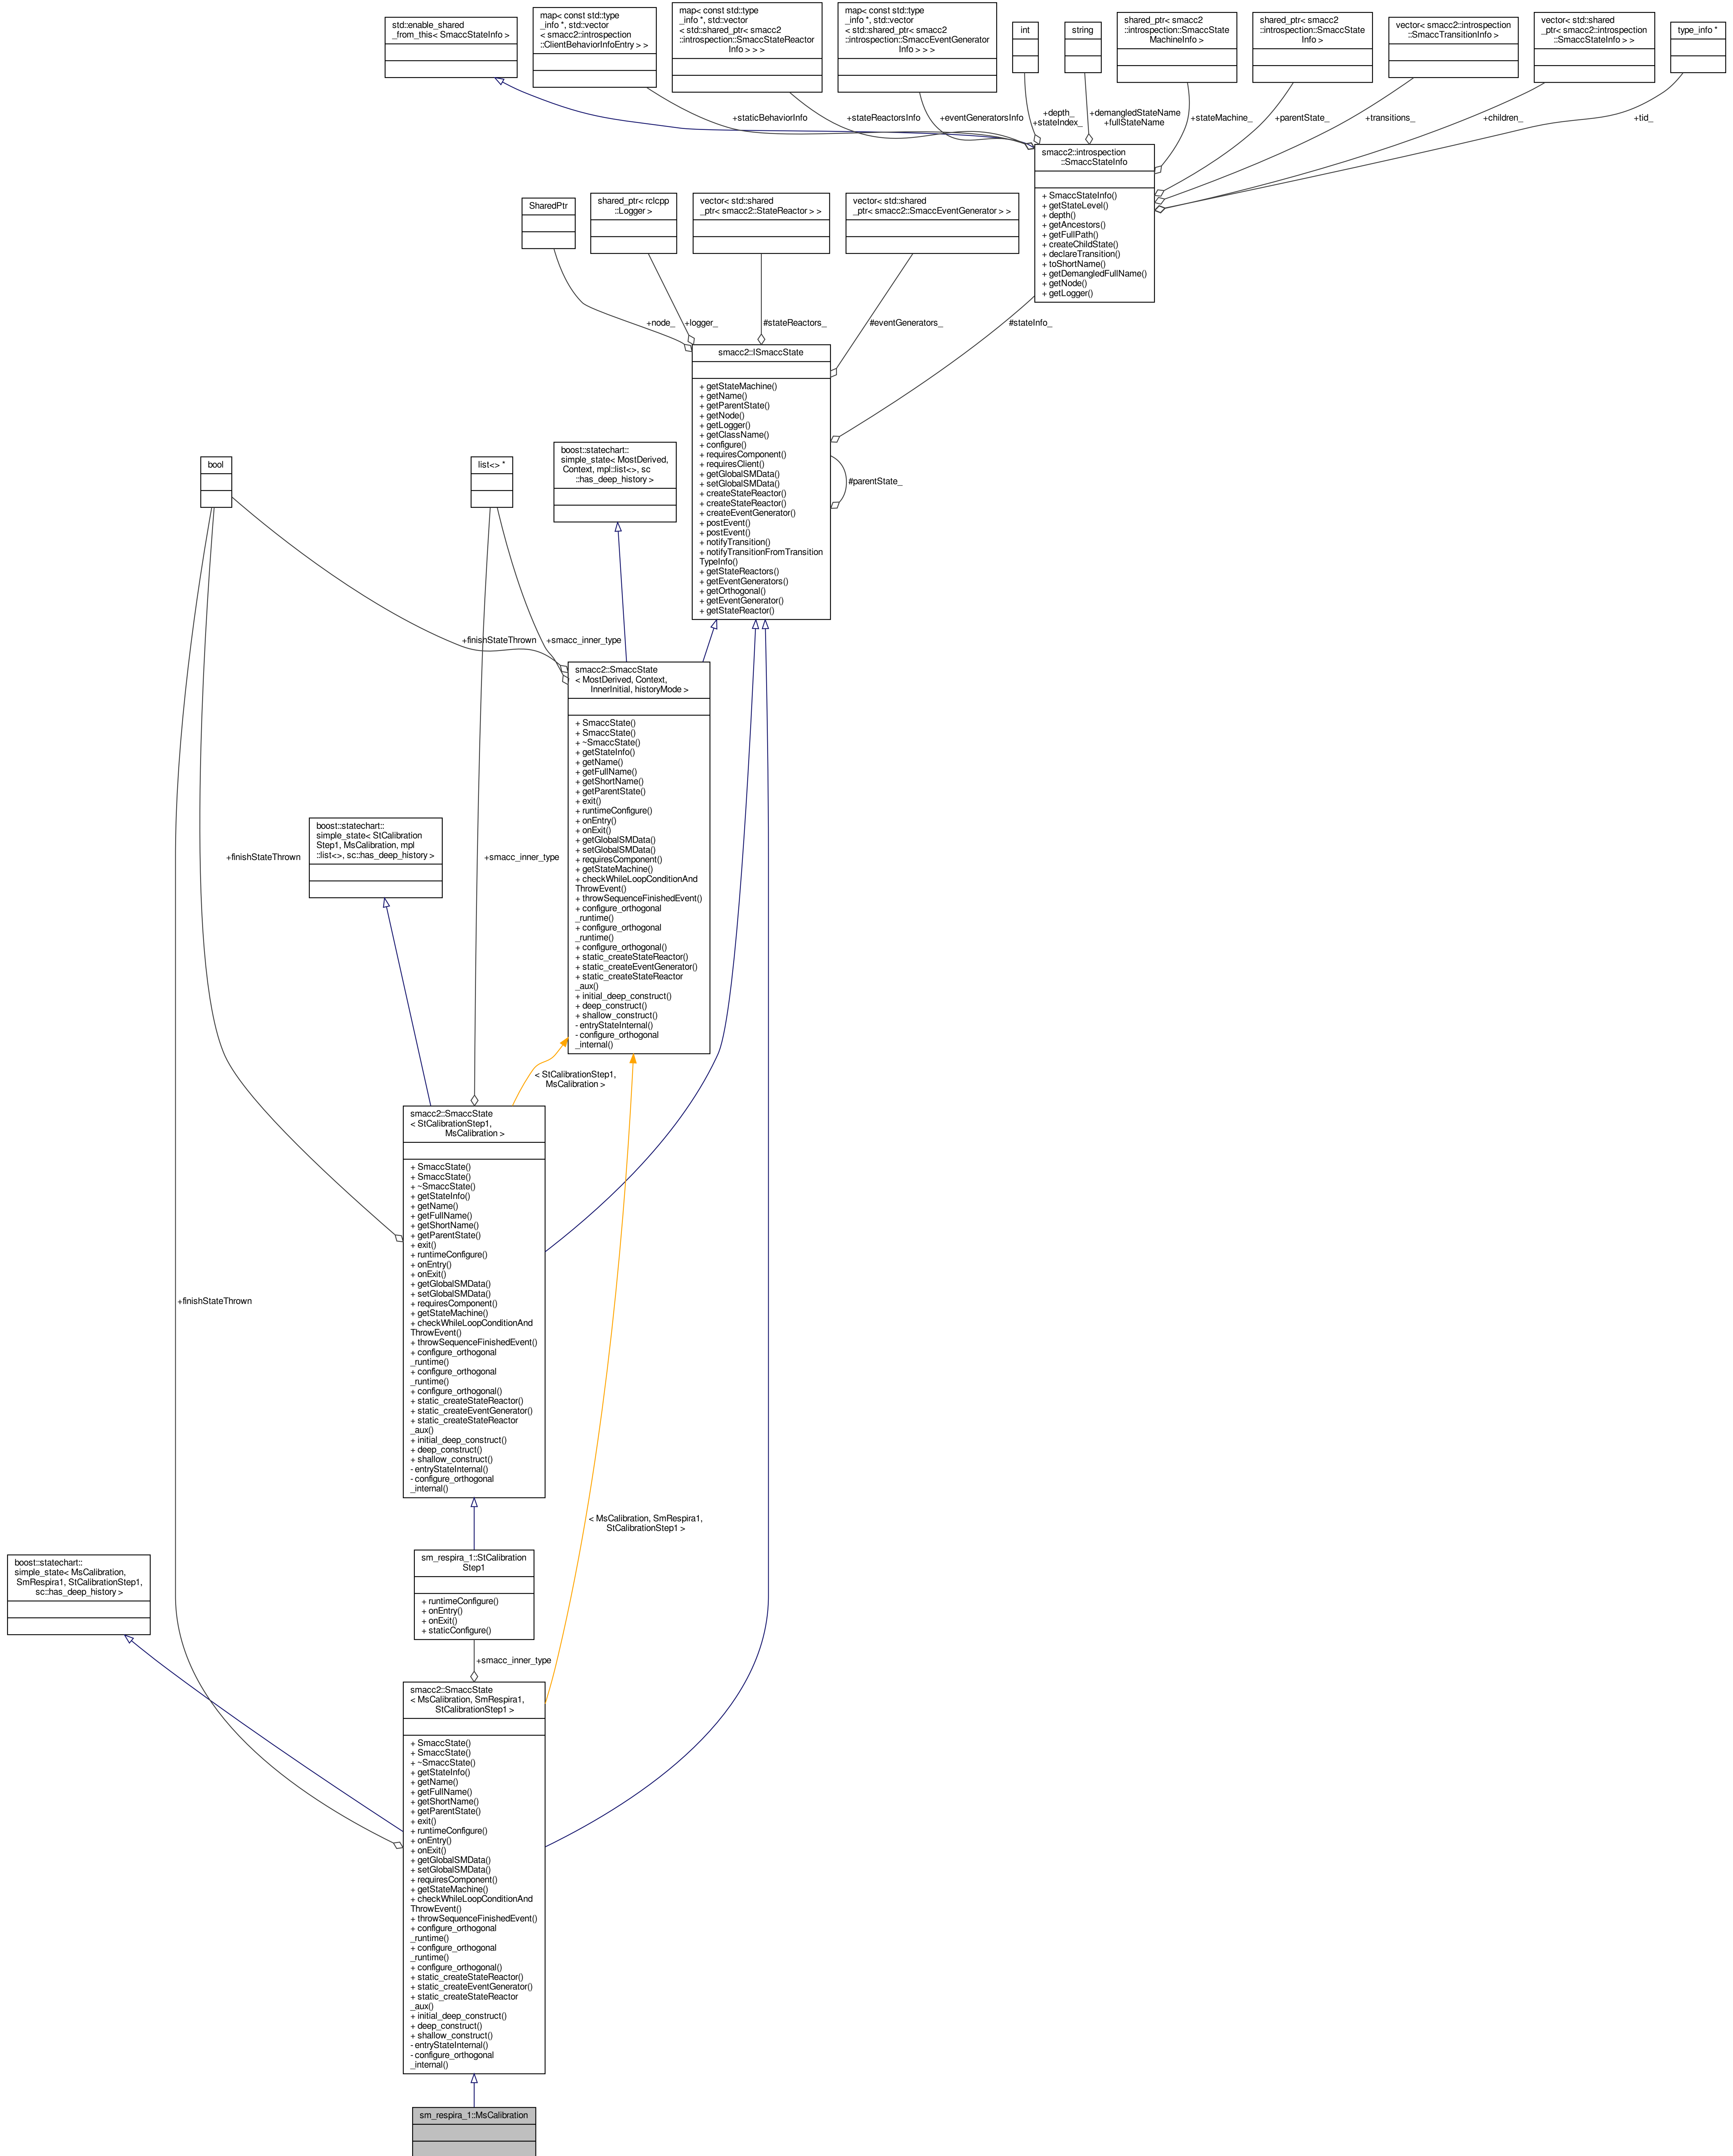 std::enable_shared
_from_this< SmaccStateInfo >
map< const std::type
_info *, std::vector
< smacc2::introspection
::ClientBehaviorInfoEntry > >
map< const std::type
_info *, std::vector
< std::shared_ptr< smacc2
::introspection::SmaccStateReactor
Info > > >
map< const std::type
_info *, std::vector
< std::shared_ptr< smacc2
::introspection::SmaccEventGenerator
Info > > >
int
string
shared_ptr< smacc2
::introspection::SmaccState
MachineInfo >
shared_ptr< smacc2
::introspection::SmaccState
Info >
vector< smacc2::introspection
::SmaccTransitionInfo >
vector< std::shared
_ptr< smacc2::introspection
::SmaccStateInfo > >
type_info *
+staticBehaviorInfo
+stateReactorsInfo
+eventGeneratorsInfo
+depth_
+stateIndex_
+demangledStateName
+fullStateName
+stateMachine_
+parentState_
+transitions_
+children_
+tid_
smacc2::introspection
::SmaccStateInfo
+ SmaccStateInfo()
+ getStateLevel()
+ depth()
+ getAncestors()
+ getFullPath()
+ createChildState()
+ declareTransition()
+ toShortName()
+ getDemangledFullName()
+ getNode()
+ getLogger()
SharedPtr
shared_ptr< rclcpp
::Logger >
vector< std::shared
_ptr< smacc2::StateReactor > >
vector< std::shared
_ptr< smacc2::SmaccEventGenerator > >
+node_
+logger_
#stateReactors_
#eventGenerators_
#stateInfo_
smacc2::ISmaccState
+ getStateMachine()
+ getName()
+ getParentState()
+ getNode()
+ getLogger()
+ getClassName()
+ configure()
+ requiresComponent()
+ requiresClient()
+ getGlobalSMData()
+ setGlobalSMData()
+ createStateReactor()
+ createStateReactor()
+ createEventGenerator()
+ postEvent()
+ postEvent()
+ notifyTransition()
+ notifyTransitionFromTransition
TypeInfo()
+ getStateReactors()
+ getEventGenerators()
+ getOrthogonal()
+ getEventGenerator()
+ getStateReactor()
#parentState_
bool
list<> *
boost::statechart::
simple_state< MostDerived,
Context, mpl::list<>, sc
::has_deep_history >
+finishStateThrown
+smacc_inner_type
smacc2::SmaccState
< MostDerived, Context,
InnerInitial, historyMode >
+ SmaccState()
+ SmaccState()
+ ~SmaccState()
+ getStateInfo()
+ getName()
+ getFullName()
+ getShortName()
+ getParentState()
+ exit()
+ runtimeConfigure()
+ onEntry()
+ onExit()
+ getGlobalSMData()
+ setGlobalSMData()
+ requiresComponent()
+ getStateMachine()
+ checkWhileLoopConditionAnd
ThrowEvent()
+ throwSequenceFinishedEvent()
+ configure_orthogonal
_runtime()
+ configure_orthogonal
_runtime()
+ configure_orthogonal()
+ static_createStateReactor()
+ static_createEventGenerator()
+ static_createStateReactor
_aux()
+ initial_deep_construct()
+ deep_construct()
+ shallow_construct()
- entryStateInternal()
- configure_orthogonal
_internal()
boost::statechart::
simple_state< StCalibration
Step1, MsCalibration, mpl
::list<>, sc::has_deep_history >
+finishStateThrown
+smacc_inner_type
< StCalibrationStep1,
MsCalibration >
smacc2::SmaccState
< StCalibrationStep1,
MsCalibration >
+ SmaccState()
+ SmaccState()
+ ~SmaccState()
+ getStateInfo()
+ getName()
+ getFullName()
+ getShortName()
+ getParentState()
+ exit()
+ runtimeConfigure()
+ onEntry()
+ onExit()
+ getGlobalSMData()
+ setGlobalSMData()
+ requiresComponent()
+ getStateMachine()
+ checkWhileLoopConditionAnd
ThrowEvent()
+ throwSequenceFinishedEvent()
+ configure_orthogonal
_runtime()
+ configure_orthogonal
_runtime()
+ configure_orthogonal()
+ static_createStateReactor()
+ static_createEventGenerator()
+ static_createStateReactor
_aux()
+ initial_deep_construct()
+ deep_construct()
+ shallow_construct()
- entryStateInternal()
- configure_orthogonal
_internal()
+finishStateThrown
< MsCalibration, SmRespira1,
StCalibrationStep1 >
boost::statechart::
simple_state< MsCalibration,
SmRespira1, StCalibrationStep1,
sc::has_deep_history >
sm_respira_1::StCalibration
Step1
+ runtimeConfigure()
+ onEntry()
+ onExit()
+ staticConfigure()
+smacc_inner_type
smacc2::SmaccState
< MsCalibration, SmRespira1,
StCalibrationStep1 >
+ SmaccState()
+ SmaccState()
+ ~SmaccState()
+ getStateInfo()
+ getName()
+ getFullName()
+ getShortName()
+ getParentState()
+ exit()
+ runtimeConfigure()
+ onEntry()
+ onExit()
+ getGlobalSMData()
+ setGlobalSMData()
+ requiresComponent()
+ getStateMachine()
+ checkWhileLoopConditionAnd
ThrowEvent()
+ throwSequenceFinishedEvent()
+ configure_orthogonal
_runtime()
+ configure_orthogonal
_runtime()
+ configure_orthogonal()
+ static_createStateReactor()
+ static_createEventGenerator()
+ static_createStateReactor
_aux()
+ initial_deep_construct()
+ deep_construct()
+ shallow_construct()
- entryStateInternal()
- configure_orthogonal
_internal()
sm_respira_1::MsCalibration